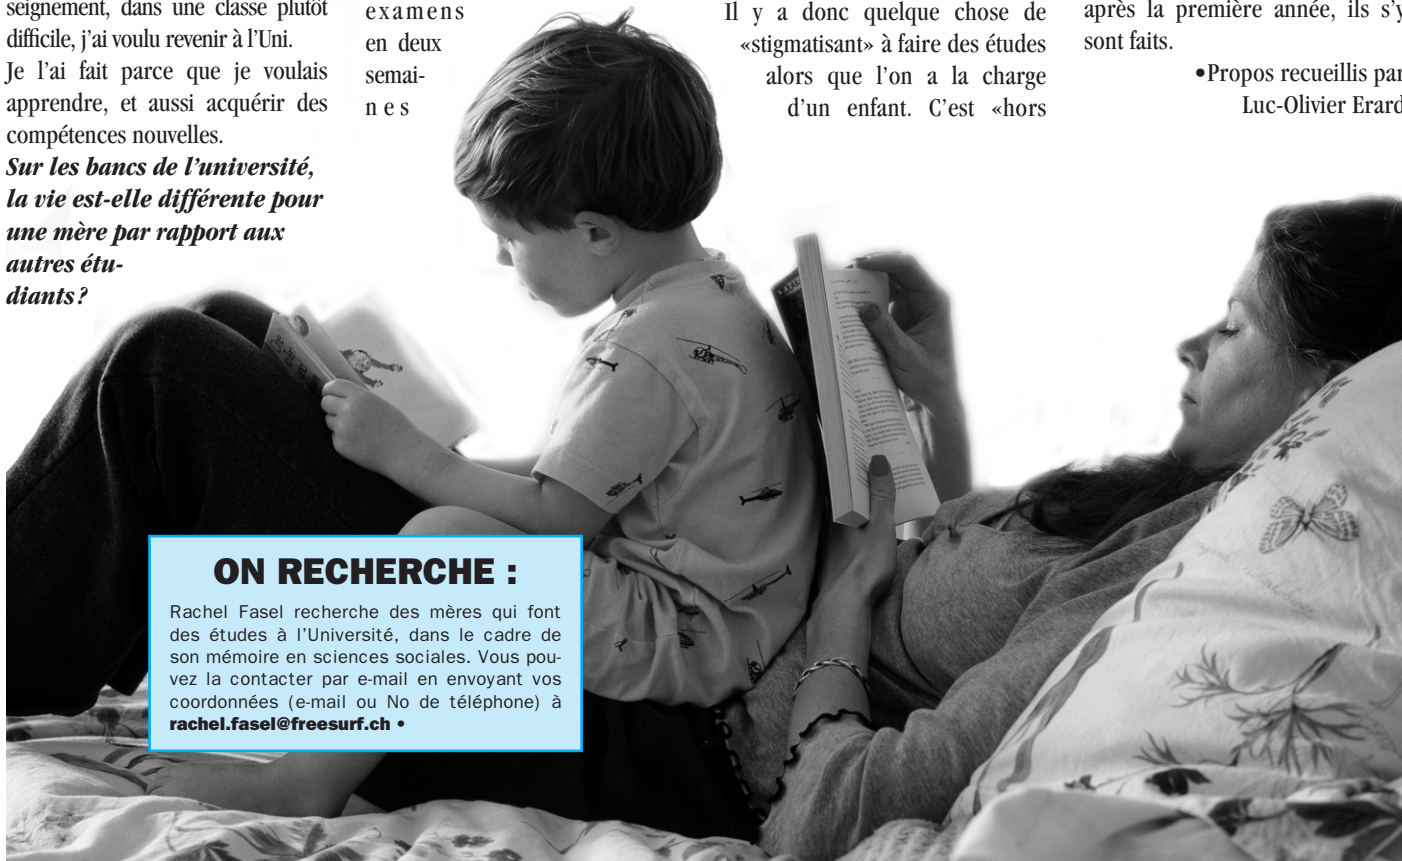 seignement, dans une classe plutôt
difficile, j'ai voulu revenir à l'Uni.
Je l'ai fait parce que je voulais
apprendre, et aussi acquérir des
compétences nouvelles.
Sur les bancs de l'université,
la vie est-elle différente pour
une mère par rapport aux
autres étu-
diants?
examens
en deux
semai-
nes
Il y a donc quelque chose de
«stigmatisant» à faire des études
alors que l'on a la charge
d'un enfant. C'est «hors
après la première année, ils s'y
sont faits.
•Propos recueillis par
Luc-Olivier Erard
ON RECHERCHE :
Rachel Fasel recherche des mères qui font
des études à l'Université, dans le cadre de
son mémoire en sciences sociales. Vous pou-
vez la contacter par e-mail en envoyant vos
coordonnées (e-mail ou No de téléphone) à
rachel.fasel@freesurf.ch •